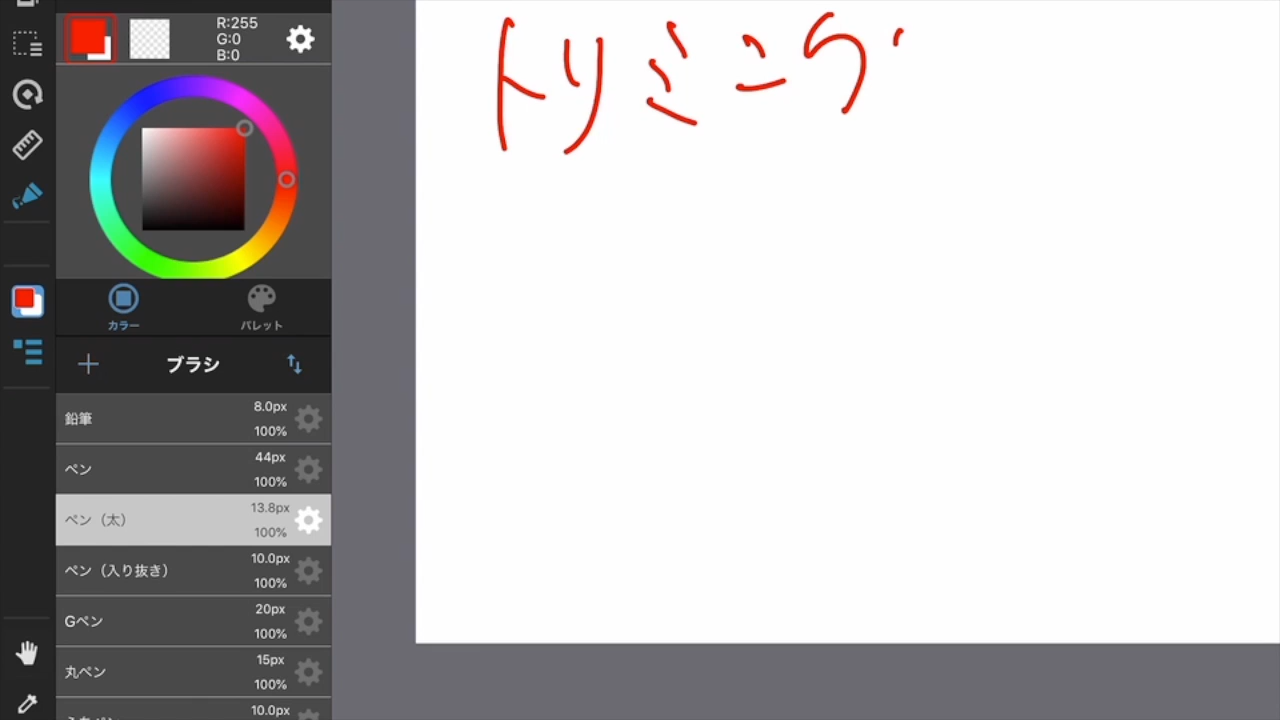 R:255
G:0
B:0
カラー
パレット
ブラシ
鉛筆
8.0px
100%
ペン
44px
100%
ペン（太）
13.8px
100%
ペン（入り抜き）
10.0px
100%
Gペン
20px
100%
丸ペン
15px
100%
10.0px
トリミング